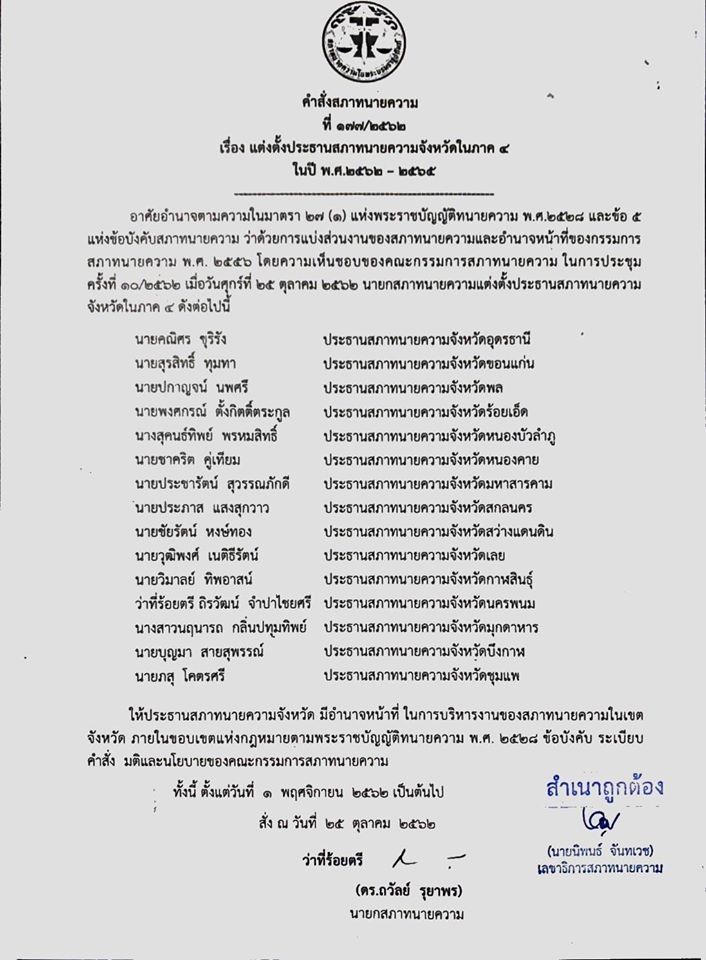 สภาทนายความในพระบรมราชูปถัมภ์
คำสั่งสภาทนายความ
ที่ ๑๗๗/๒๕๖๒
เรื่อง แต่งตั้งประธานสภาทนายความจังหวัดในภาค ๔
ในปี พ.ศ.๒๕๖๒ - ๒๕๖๕
อาศัยอำนาจตามความในมาตรา ๒๗ (๑) แห่งพระราชบัญญัติทนายความ พ.ศ.๒๕๒๘ และข้อ ๕
แห่งข้อบังคับสภาทนายความ ว่าด้วยการแบ่งส่วนงานของสภาทนายความและอำนาจหน้าที่ของกรรมการ
สภาทนายความ พ.ศ. ๒๕๕๖ โดยความเห็นชอบของคณะกรรมการสภาทนายความ ในการประชุม
ครั้งที่ ๑๐/๒๕๖๒ เมื่อวันศุกร์ที่ ๒๕ ตุลาคม ๒๕๖๒ นายกสภาทนายความแต่งตั้งประธานสภาทนายความ
จังหวัดในภาค ๔ ดังต่อไปนี้
นายคณิศร ขุริรัง ประธานสภาทนายความจังหวัดอุดรธานี
นายสุรสิทธิ์ ทุมทา ประธานสภาทนายความจังหวัดขอนแก่น
นายปกาญจน์ นพศรี ประธานสภาทนายความจังหวัดพล
นายพงศกรณ์ ตั้งกิตติ์ตระกูล ประธานสภาทนายความจังหวัดร้อยเอ็ด
นางสุคนธ์ทิพย์ พรหมสิทธิ์ ประธานสภาทนายความจังหวัดหนองบัวลำภู
นายชาคริต คู่เทียม ประธานสภาทนายความจังหวัดหนองคาย
นายประชารัตน์ สุวรรณภักดี ประธานสภาทนายความจังหวัดมหาสารคาม
นายประภาส แสงสุกวาว ประธานสภาทนายความจังหวัดสกลนคร
นายชัยรัตน์ หงษ์ทอง ประธานสภาทนายความจังหวัดสว่างแดนดิน
นายวุฒิพงศ์ เนติธีรัตน์ ประธานสภาทนายความจังหวัดเลย
นายวิมาลย์ ทิพอาสน์ ประธานสภาทนายความจังหวัดกาฬสินธุ์
ว่าที่ร้อยตรี ถิรวัฒน์ จำปาไชยศรี ประธานสภาทนายความจังหวัดนครพนม
นางสาวนฤนารถ กลิ่นปทุมทิพย์ ประธานสภาทนายความจังหวัดมุกดาหาร
นายบุญมา สายสุพรรณ์ ประธานสภาทนายความจังหวัดบึงกาฬ
นายภสุ โคตรศรี ประธานสภาทนายความจังหวัดชุมแพ
ให้ประธานสภาทนายความจังหวัด มีอำนาจหน้าที่ ในการบริหารงานของสภาทนายความในเขต
จังหวัด ภายในขอบเขตแห่งกฎหมายตามพระราชบัญญัติทนายความ พ.ศ. ๒๕๒๘ ข้อบังคับ ระเบียบ
คำสั่ง มติและนโยบายของคณะกรรมการสภาทนายความ
ทั้งนี้ ตั้งแต่วันที่ ๑ พฤศจิกายน ๒๕๖๒ เป็นต้นไป
สั่ง ณ วันที่ ๒๕ ตุลาคม ๒๕๖๒
ว่าที่ร้อยตรี
(ดร.ถวัลย์ รุยาพร)
นายกสภาทนายความ
สำเนาถูกต้อง
(นายนิพนธ์ จันทเวช)
เลขาธิการสภาทนายความ